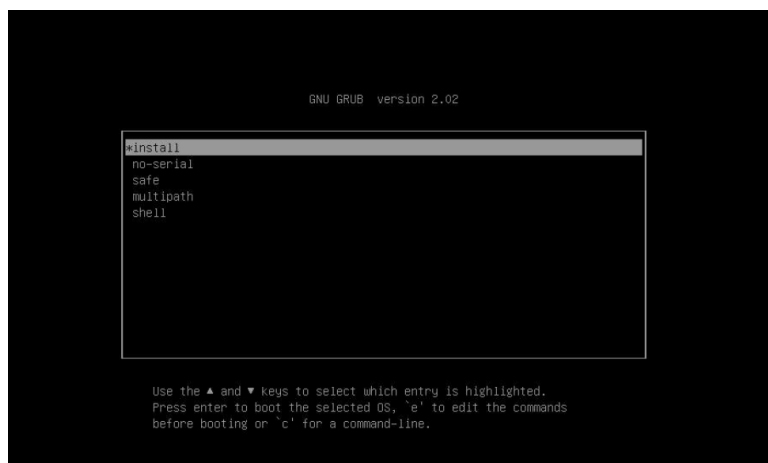 GNU GRUB version 2.02
*install
no-serial
safe
multipath
shell
Use the ▲ and ▼ keys to select which entry is highlighted.
Press enter to boot the selected OS, `e' to edit the commands
before booting or `c' for a command-line.